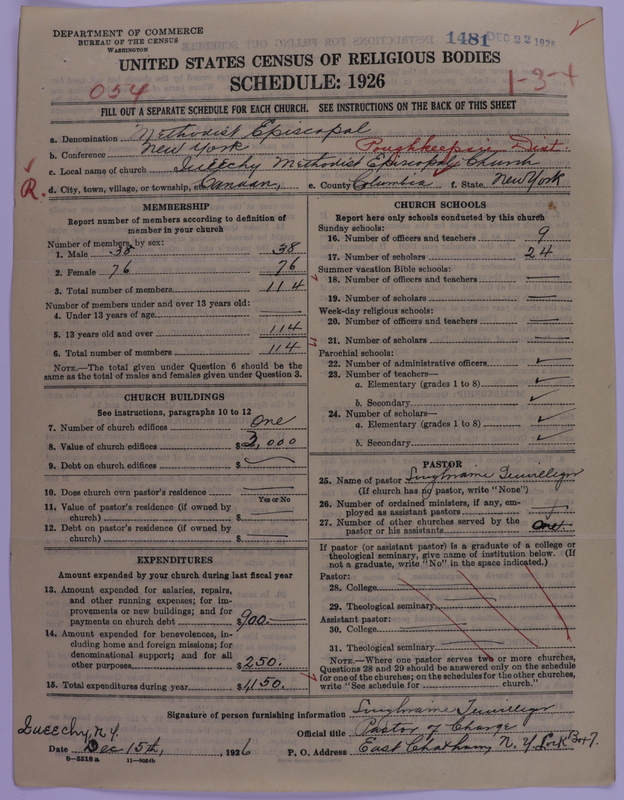 DEPARTMENT OF COMMERCE
BUREAU OF THE CENSUS
WASHINGTON
1481 DEC 22 1926
UNITED STATES CENSUS OF RELIGIOUS BODIES
SCHEDULE: 1926
054
1-3-4
FILL OUT A SEPARATE SCHEDULE FOR EACH CHURCH. SEE INSTRUCTIONS ON THE BACK OF THIS SHEET
a. Denomination Methodist Episcopal
b. Conference New York Poughkeepsie Dist.
c. Local name of church Queechy Methodist Episcopal Church
R.
d. City, town, village, or township, etc. Canaan, e. County Columbia f. State New York
MEMBERSHIP
Report number of members according to definition of
member in your church
Number of members by sex:
1. Male 38 38
2. Female 76 76
3. Total number of members 114
Number of members under and over 13 years old:
4. Under 13 years of age
5. 13 years old and over 114
6. Total number of members 114
NOTE.—The total given under Question 6 should be
same as the total of males and females given under Question 3.
CHURCH BUILDINGS
See instructions, paragraphs 10 to 12
7. Number of church edifices One
8. Value of church edifices $3,000
9. Debt on church edifices $
10. Does church own pastor's residence
Yes or No
11. Value of pastor's residence (if owned by
church) $
12. Debt on pastor's residence (if owned by
church) $
EXPENDITURES
Amount expended by your church during last fiscal year
13. Amount expended for salaries, repairs,
and other running expenses; for im-
provements or new buildings; and for
payments on church debt $900.
14. Amount expended for benevolences, in-
cluding home and foreign missions; for
denominational support; and for all
other purposes $250.
15. Total expenditures during year $1,150.
CHURCH SCHOOLS
Report here only schools conducted by this church
Sunday schools:
16. Number of officers and teachers 9
17. Number of scholars 24
Summer vacation Bible schools:
18. Number of officers and teachers
19. Number of scholars
Week-day religious schools:
20. Number of officers and teachers
21. Number of scholars
Parochial schools:
22. Number of administrative officers
23. Number of teachers—
a. Elementary (grades 1 to 8)
b. Secondary
24. Number of scholars—
a. Elementary (grades 1 to 8)
b. Secondary
PASTOR
25. Name of pastor
(If church has no pastor, write "None")
26. Number of ordained ministers, if any, em-
ployed as assistant pastors
27. Number of other churches served by the
pastor or his assistants One
If pastor (or assistant pastor) is a graduate of a college or
theological seminary, give name of institution below. (If
not a graduate, write "No" in the space indicated.)
Pastor:
28. College
29. Theological seminary
Assistant pastor:
30. College
31. Theological seminary
NOTE.—Where one pastor serves two or more churches,
Questions 28 and 29 should be answered only on the schedule
for one of the churches; on the schedules for the other churches,
write "See schedule for church."
Signature of person furnishing information
Queechy, N.Y.
Official title Pastor of Charge
Date Dec 15th, 1926 P. O. Address East Chatham, N. Y. Lock Box 7.
9-5518a 11-9084b